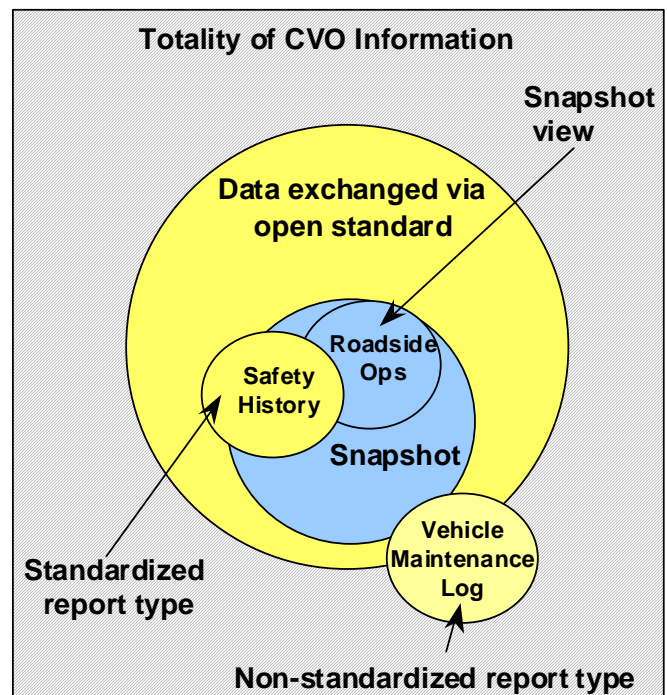 Totality of CVO Information
Snapshot
view
Data exchanged via
open standard
Roadside
Ops
Safety
History
Snapshot
Vehicle
Maintenance
Log
Standardized
report type
Non-standardized report type